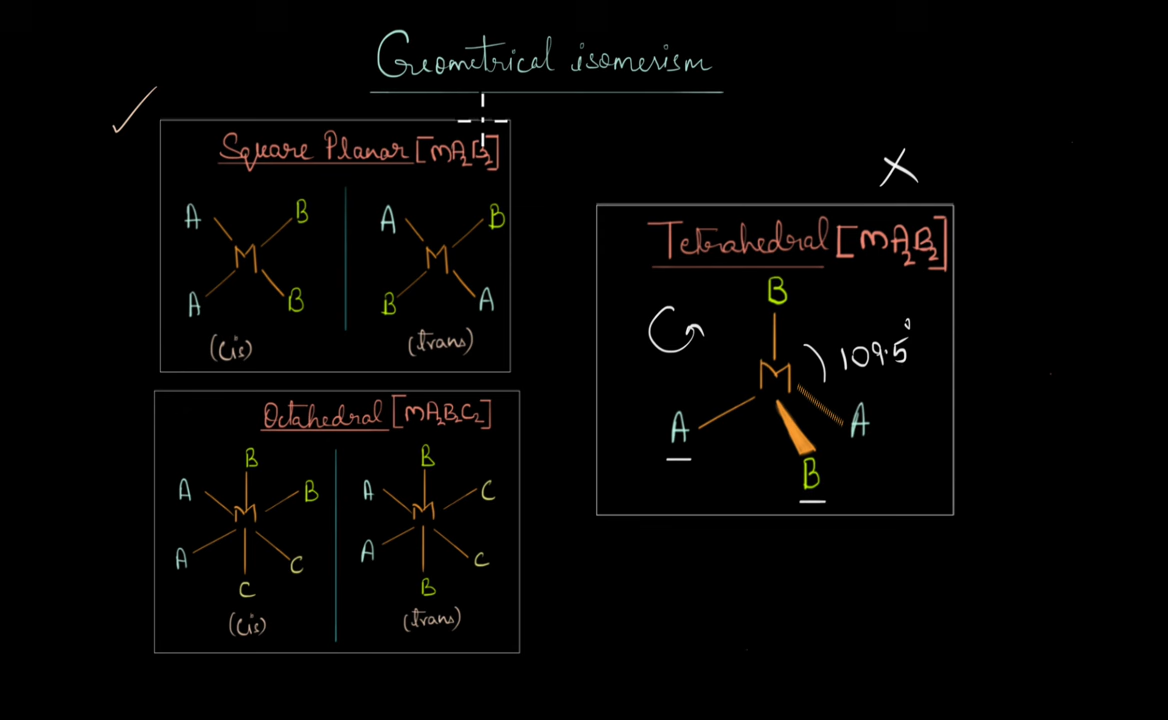 Geometrical isomerism
Square Planar [MA₂B₂]
A B A B
M M
A B B A
(Cis) (trans)
Octahedral [MA₂B₂C₂]
B B
A B A C
M M
A C A C
C B
(Cis) (trans)
Tetrahedral [MA₂B₂]
B
109.5°
M
A A
B